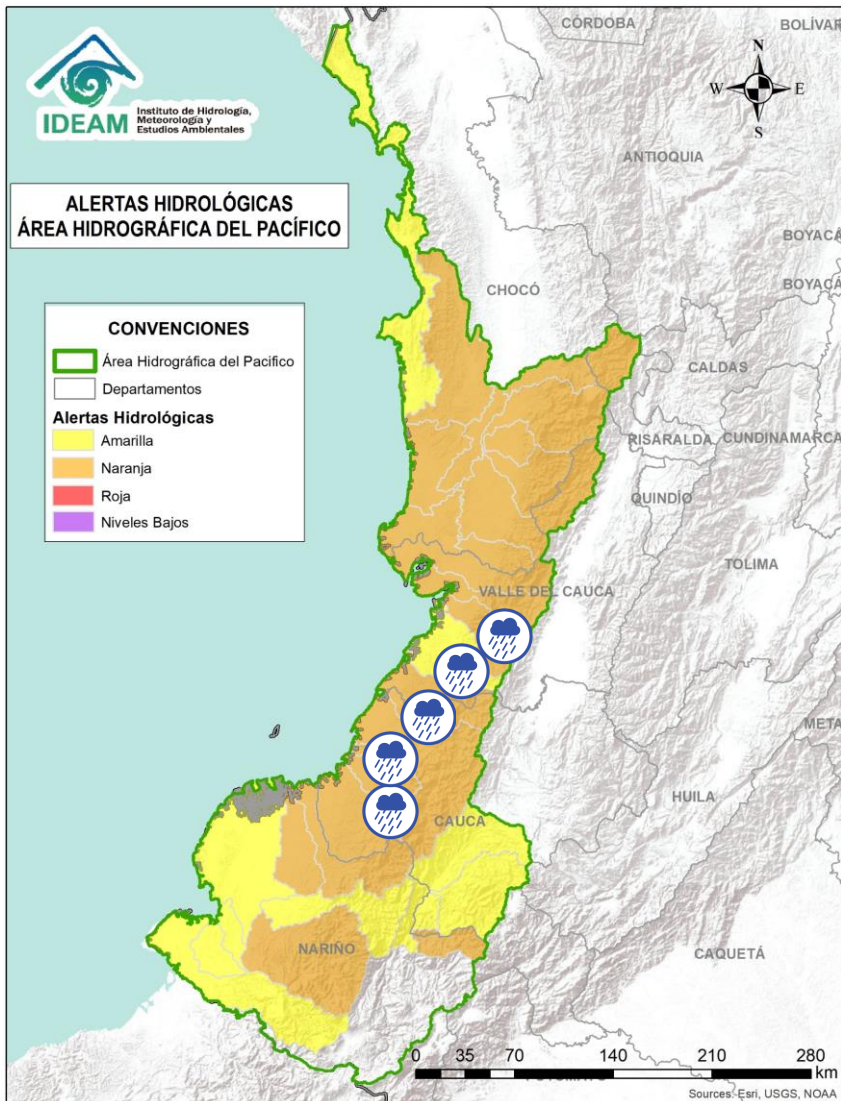 CÓRDOBA
BOLÍVAR
IDEAM
Instituto de Hidrología,
Meteorología y
Estudios Ambientales
N
W
E
S
ANTIOQUIA
ALERTAS HIDROLÓGICAS
ÁREA HIDROGRÁFICA DEL PACÍFICO
BOYACÁ
BOYACÁ
CHOCÓ
CONVENCIONES
Área Hidrográfica del Pacifico
Departamentos
Alertas Hidrológicas
Amarilla
Naranja
Roja
Niveles Bajos
CALDAS
RISARALDA
CUNDINAMARCA
QUINDÍO
TOLIMA
VALLE DEL CAUCA
META
HUILA
CAUCA
NARIÑO
CAQUETÁ
0 35 70 140 210 280
km
Sources: Esri, USGS, NOAA